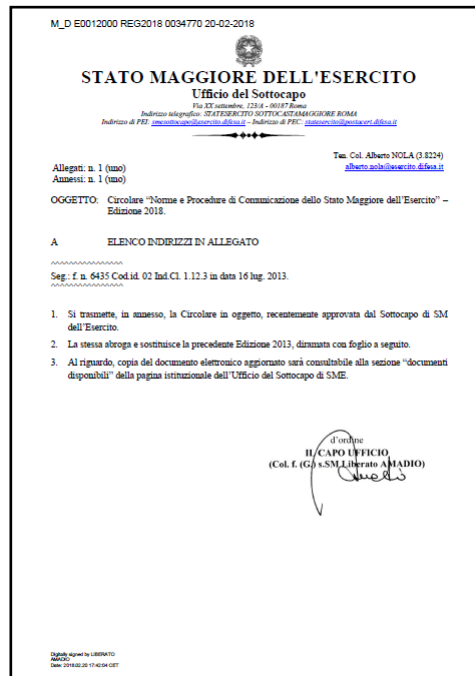 M_D E0012000 REG2018 0034770 20-02-2018
STATO MAGGIORE DELL'ESERCITO
Ufficio del Sottocapo
Via XX settembre, 123/A - 00187 Roma
Indirizzo telegrafico: STATESERCITO SOTTOCASTAMAGGIORE ROMA
Indirizzo di PEI: smesottocapo@esercito.difesa.it – Indirizzo di PEC: statesercito@postacert.difesa.it
Ten. Col. Alberto NOLA (3.8224)
alberto.nola@esercito.difesa.it
Allegati: n. 1 (uno)
Annessi: n. 1 (uno)
OGGETTO: Circolare “Norme e Procedure di Comunicazione dello Stato Maggiore dell’Esercito” –
Edizione 2018.
A ELENCO INDIRIZZI IN ALLEGATO
^^^^^^^^^^^^^^^
Seg.: f. n. 6435 Cod.id. 02 Ind.Cl. 1.12.3 in data 16 lug. 2013.
^^^^^^^^^^^^^^^
1. Si trasmette, in annesso, la Circolare in oggetto, recentemente approvata dal Sottocapo di SM
dell’Esercito.
2. La stessa abroga e sostituisce la precedente Edizione 2013, diramata con foglio a seguito.
3. Al riguardo, copia del documento elettronico aggiornato sarà consultabile alla sezione “documenti
disponibili” della pagina istituzionale dell’Ufficio del Sottocapo di SME.
d'ordine
IL CAPO UFFICIO
(Col. f. (G.) s.SM Liberato AMADIO)
Digitally signed by LIBERATO
AMADIO
Date: 2018.02.20 17:42:04 CET